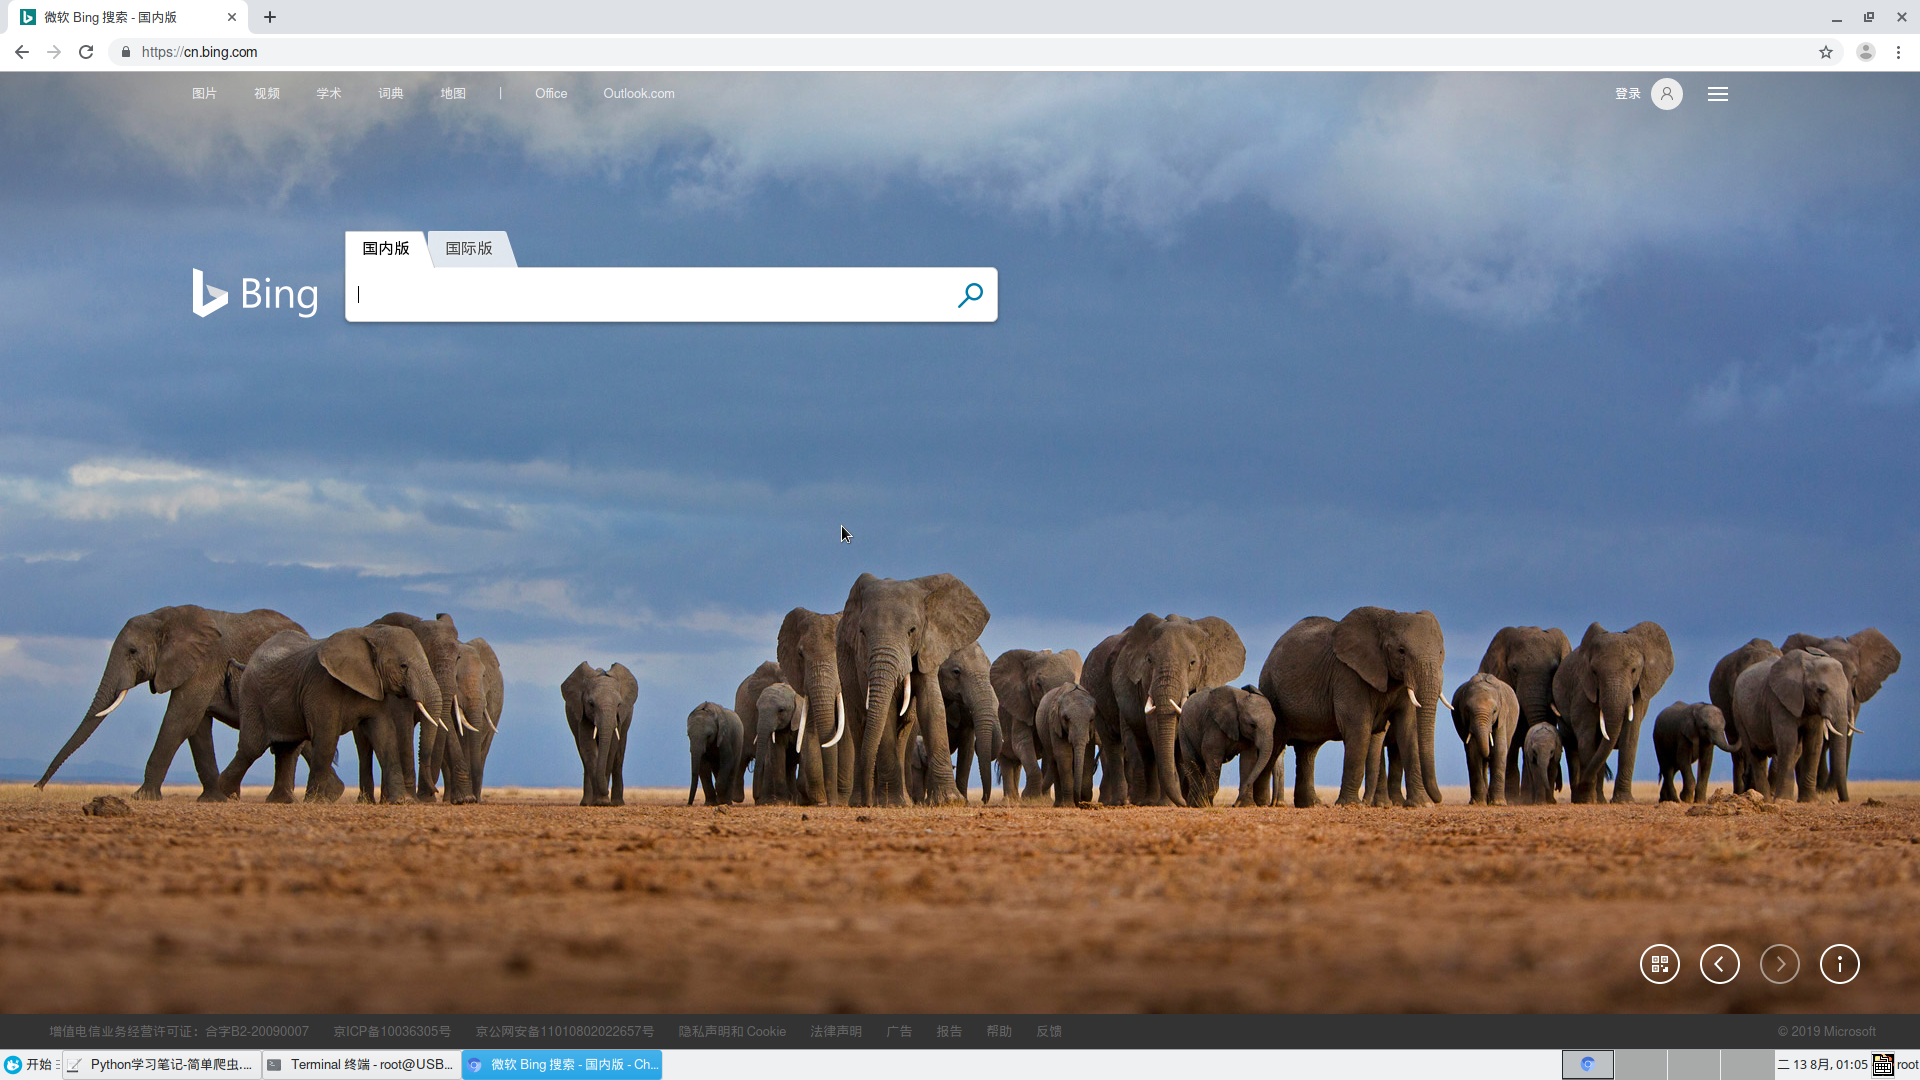 微软 Bing 搜索 - 国内版
https://cn.bing.com
图片 视频 学术 词典 地图 | Office Outlook.com 登录
国内版 国际版
Bing
增值电信业务经营许可证：合字B2-20090007 京ICP备10036305号 京公网安备11010802022657号 隐私声明和 Cookie 法律声明 广告 报告 帮助 反馈 © 2019 Microsoft
开始 Python学习笔记-简单爬虫.... Terminal 终端 - root@USB... 微软 Bing 搜索 - 国内版 - Ch... 二 13 8月, 01:05 root